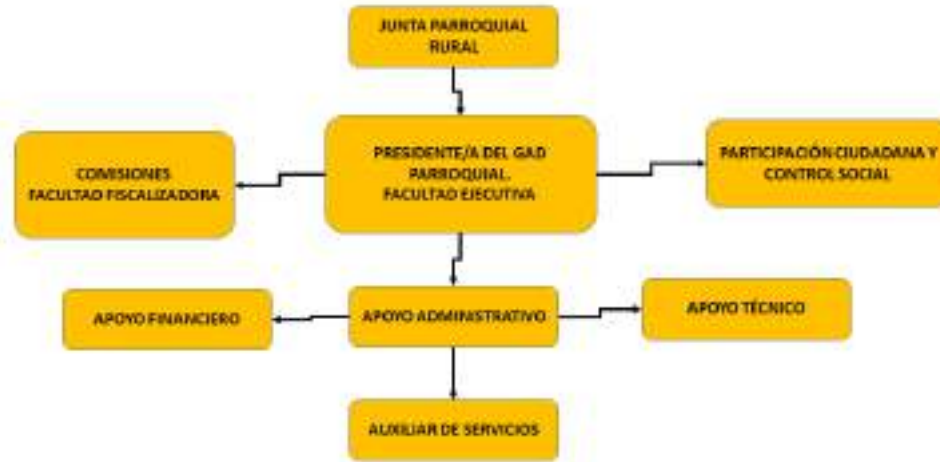 JUNTA PARROQUIAL
RURAL
PRESIDENTE/A DEL GAD
PARROQUIAL.
FACULTAD EJECUTIVA
COMISIONES
FACULTAD FISCALIZADORA
PARTICIPACIÓN CIUDADANA Y
CONTROL SOCIAL
APOYO FINANCIERO
APOYO ADMINISTRATIVO
APOYO TÉCNICO
AUXILIAR DE SERVICIOS